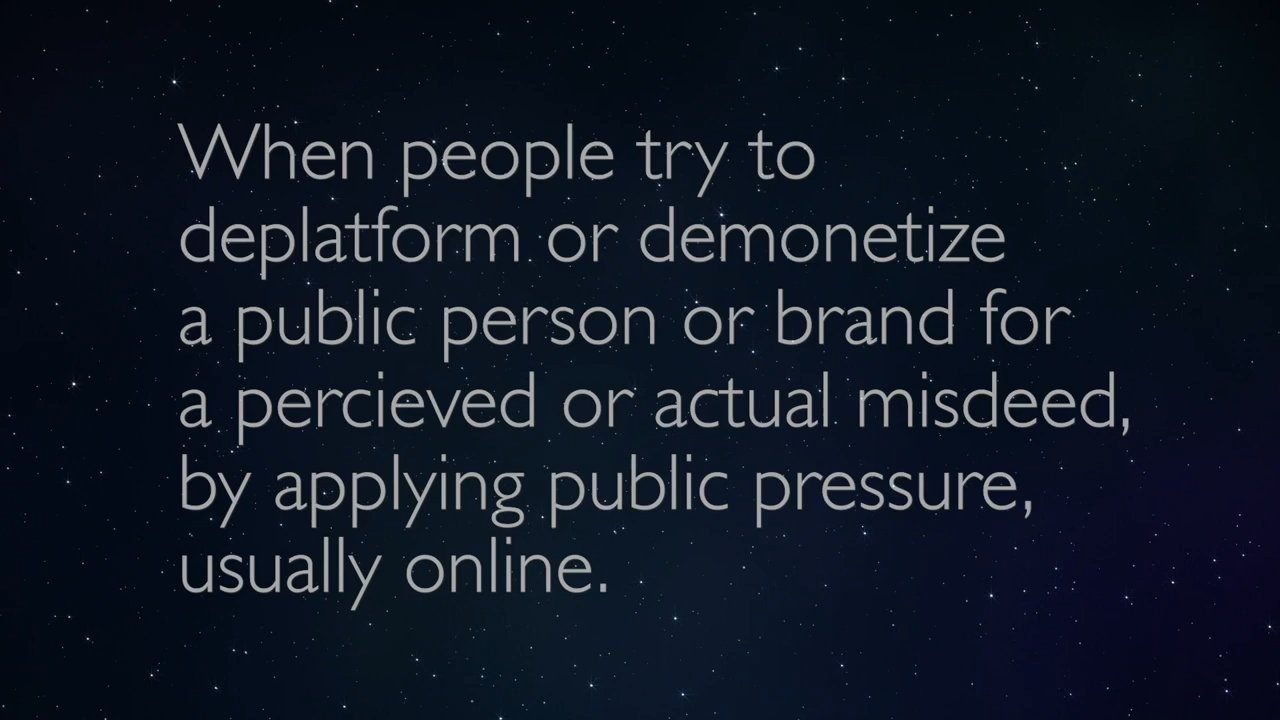 When people try to
deplatform or demonetize
a public person or brand for
a percieved or actual misdeed,
by applying public pressure,
usually online.